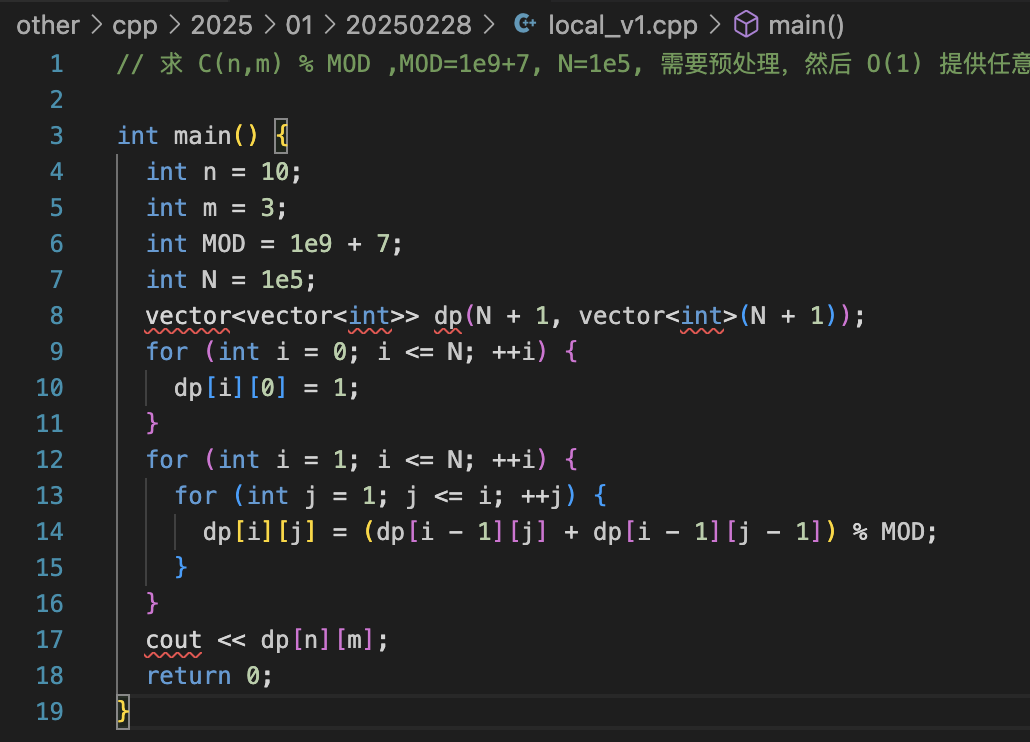 other > cpp > 2025 > 01 > 20250228 > local_v1.cpp > main()
1 // 求 C(n,m) % MOD ,MOD=1e9+7, N=1e5, 需要预处理，然后 O(1) 提供任意
2
3 int main() {
4   int n = 10;
5   int m = 3;
6   int MOD = 1e9 + 7;
7   int N = 1e5;
8   vector<vector<int>> dp(N + 1, vector<int>(N + 1));
9   for (int i = 0; i <= N; ++i) {
10     dp[i][0] = 1;
11   }
12   for (int i = 1; i <= N; ++i) {
13     for (int j = 1; j <= i; ++j) {
14       dp[i][j] = (dp[i - 1][j] + dp[i - 1][j - 1]) % MOD;
15     }
16   }
17   cout << dp[n][m];
18   return 0;
19 }